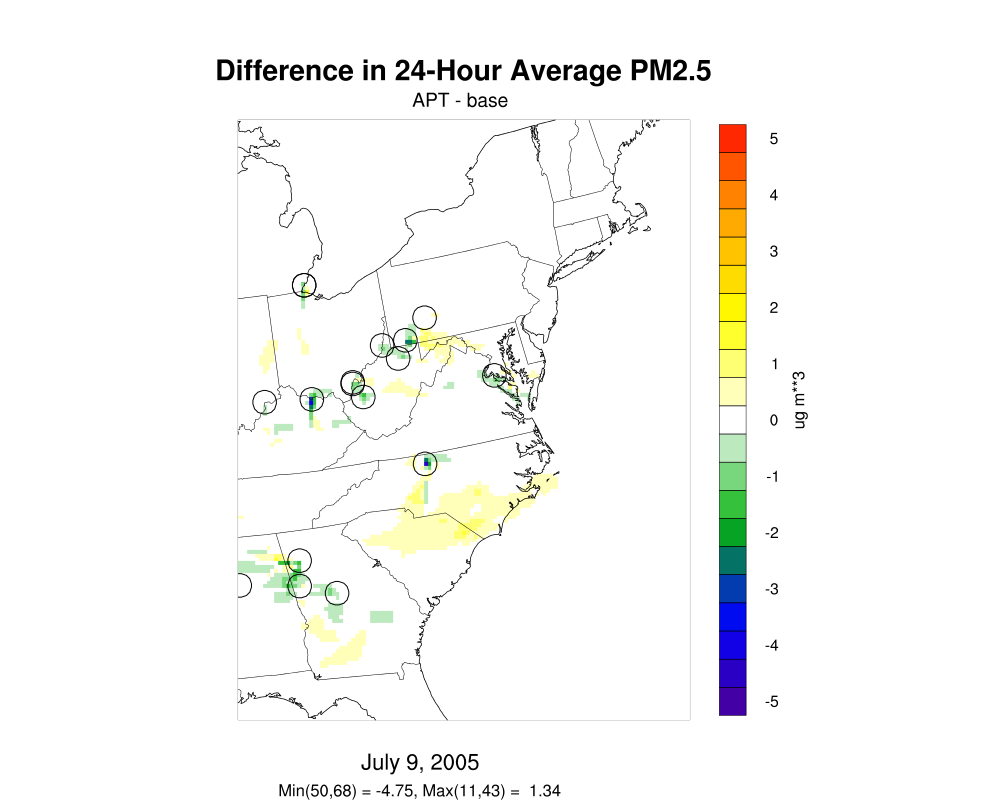 Difference in 24-Hour Average PM2.5
APT - base
5
4
3
2
1
0
-1
-2
-3
-4
-5
ug m**3
July 9, 2005
Min(50,68) = -4.75, Max(11,43) = 1.34